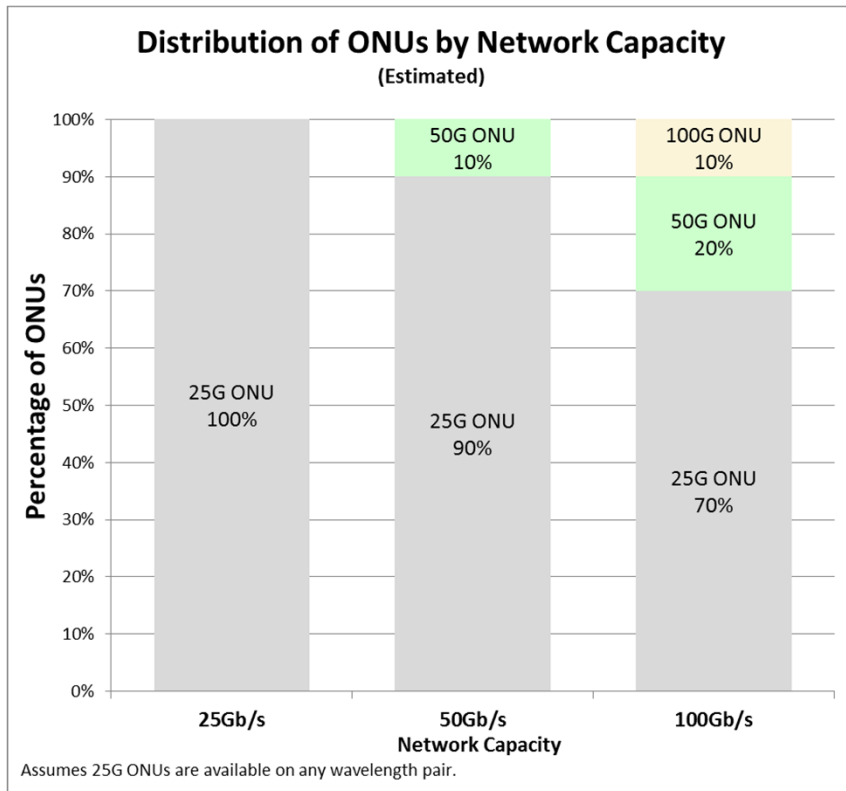 Distribution of ONUs by Network Capacity
(Estimated)
Percentage of ONUs
100%
90%
80%
70%
60%
50%
40%
30%
20%
10%
0%
25G ONU
100%
50G ONU
10%
25G ONU
90%
100G ONU
10%
50G ONU
20%
25G ONU
70%
25Gb/s
50Gb/s
100Gb/s
Network Capacity
Assumes 25G ONUs are available on any wavelength pair.